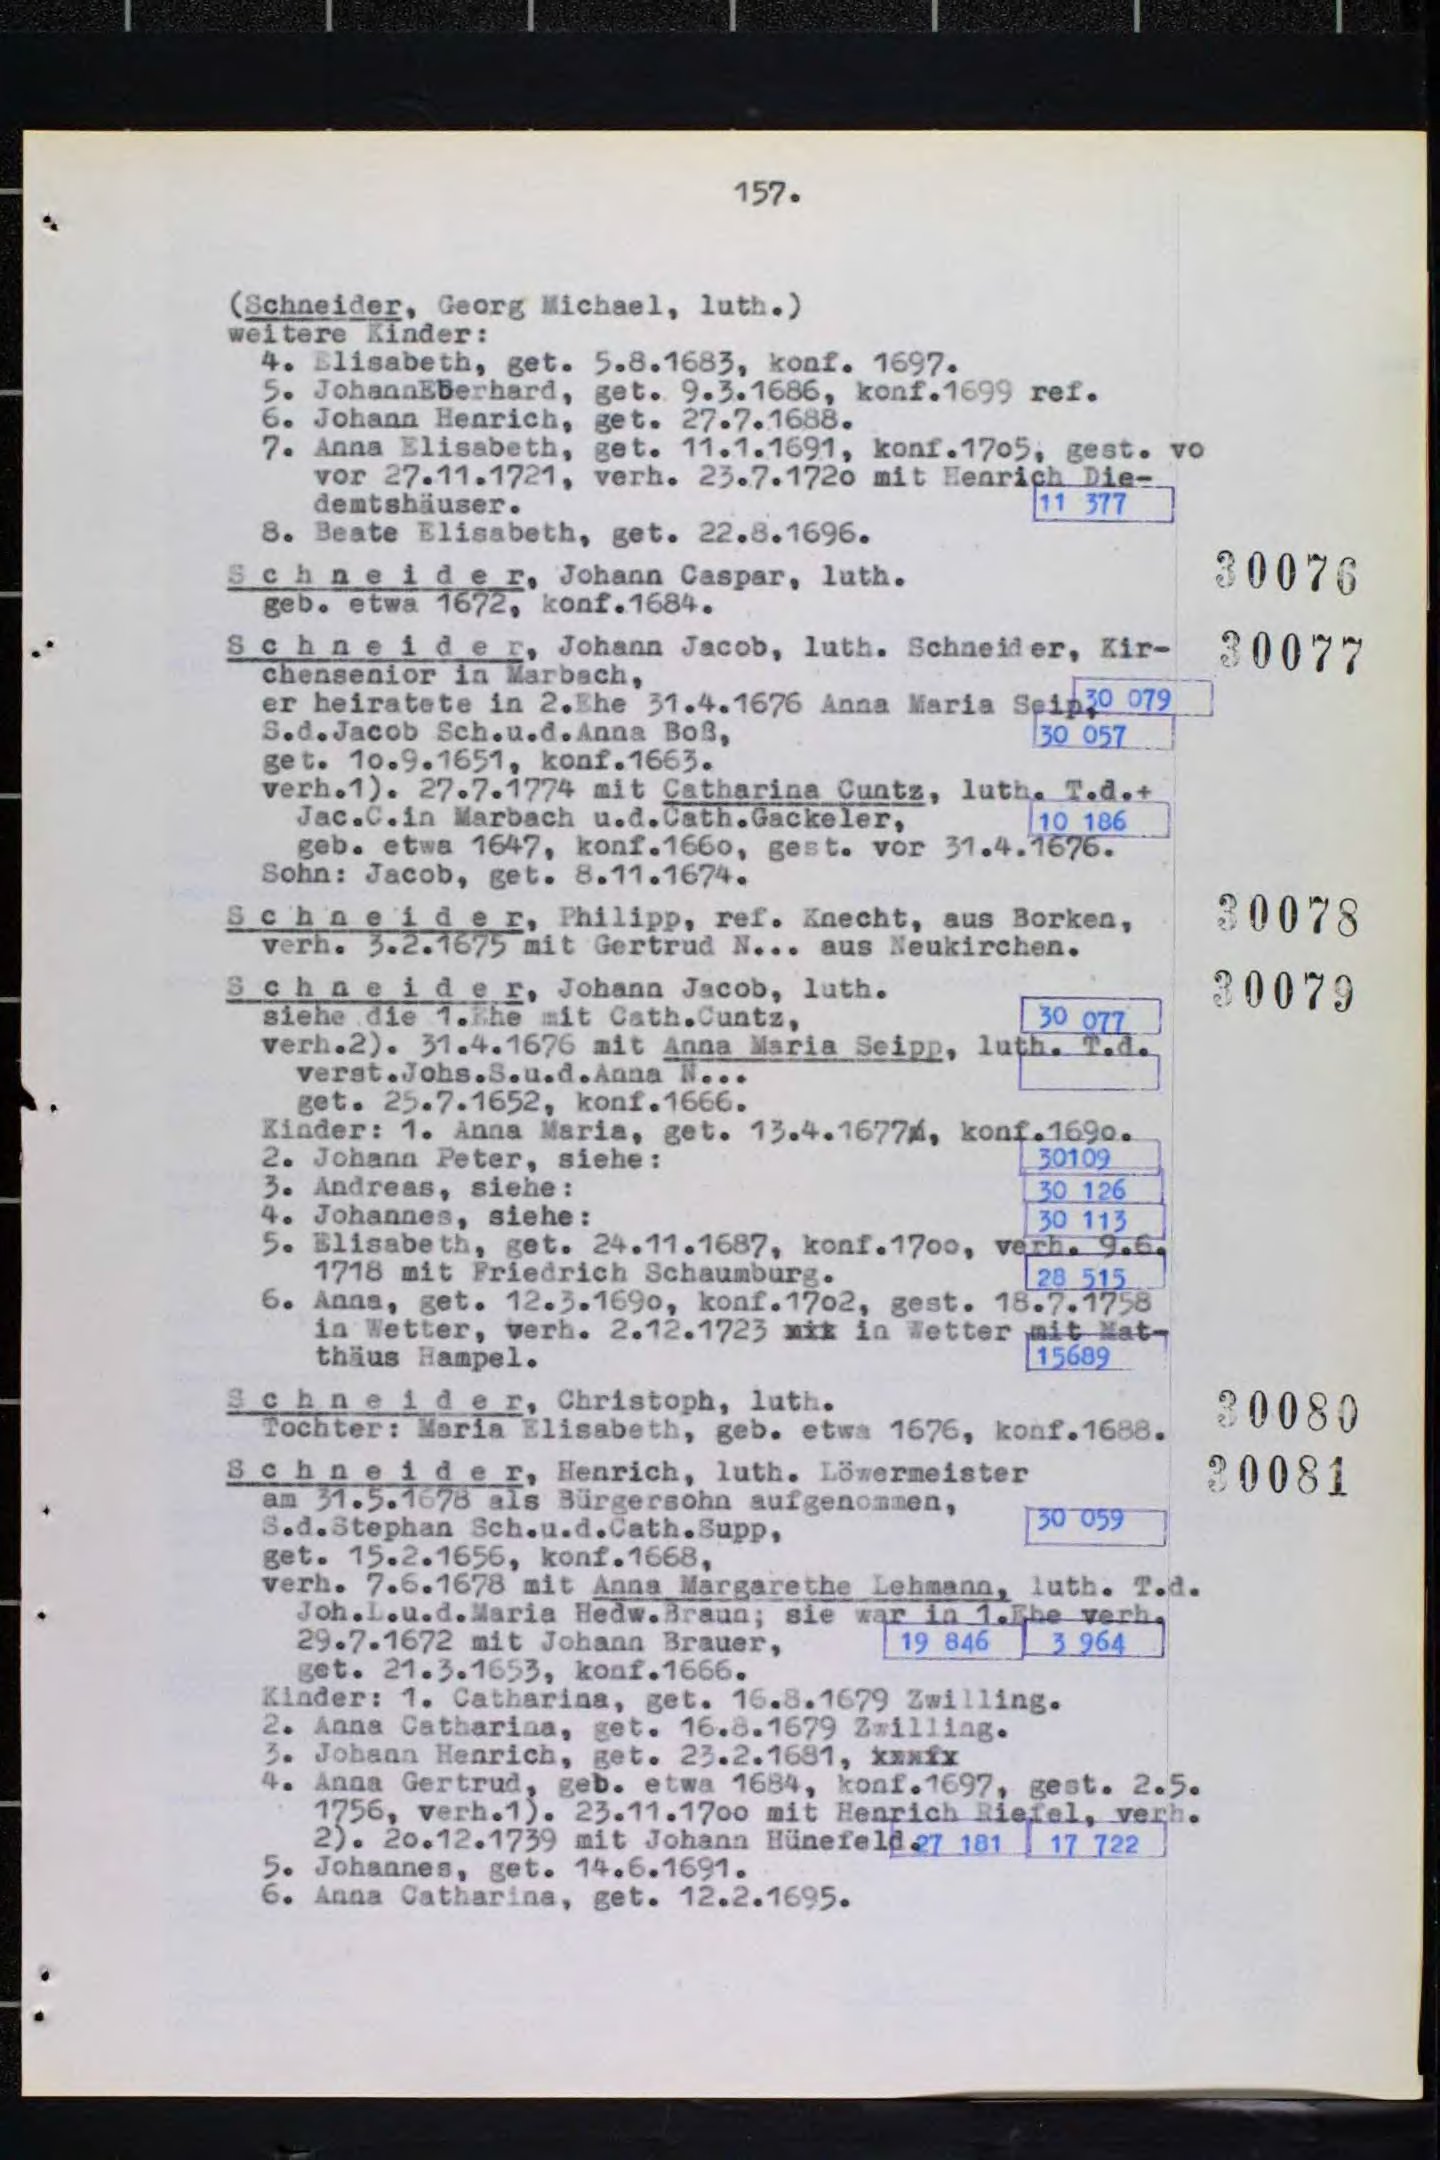 157.
(Schneider, Georg Michael, luth.)
weitere Kinder:
4. Elisabeth, get. 5.8.1683, konf. 1697.
5. JohannEberhard, get. 9.3.1686, konf.1699 ref.
6. Johann Henrich, get. 27.7.1688.
7. Anna Elisabeth, get. 11.1.1691, konf.17o5, gest. vo
vor 27.11.1721, verh. 23.7.172o mit Henrich Die-
demtshäuser. 11 377
8. Beate Elisabeth, get. 22.8.1696.
S c h n e i d e r, Johann Caspar, luth. 30076
geb. etwa 1672, konf.1684.
S c h n e i d e r, Johann Jacob, luth. Schneider, Kir- 30077
chensenior in Marbach,
er heiratete in 2.Ehe 31.4.1676 Anna Maria Seip, 30 079
S.d.Jacob Sch.u.d.Anna Boß, 30 057
get. 1o.9.1651, konf.1663.
verh.1). 27.7.1774 mit Catharina Cuntz, luth. T.d.+
Jac.C.in Marbach u.d.Cath.Gackeler, 10 186
geb. etwa 1647, konf.166o, gest. vor 31.4.1676.
Sohn: Jacob, get. 8.11.1674.
S c h n e i d e r, Philipp, ref. Knecht, aus Borken, 30078
verh. 3.2.1675 mit Gertrud N... aus Neukirchen.
S c h n e i d e r, Johann Jacob, luth. 30079
siehe die 1.Ehe mit Cath.Cuntz, 30 077
verh.2). 31.4.1676 mit Anna Maria Seipp, luth. T.d.
verst.Johs.S.u.d.Anna N...
get. 25.7.1652, konf.1666.
Kinder: 1. Anna Maria, get. 13.4.1677, konf.169o.
2. Johann Peter, siehe: 30109
3. Andreas, siehe: 30 126
4. Johannes, siehe: 30 113
5. Elisabeth, get. 24.11.1687, konf.17oo, verh. 9.6.
1718 mit Friedrich Schaumburg. 28 515
6. Anna, get. 12.3.169o, konf.17o2, gest. 18.7.1758
in Wetter, verh. 2.12.1723 in Wetter mit Mat-
thäus Hampel. 15689
S c h n e i d e r, Christoph, luth. 30080
Tochter: Maria Elisabeth, geb. etwa 1676, konf.1688.
S c h n e i d e r, Henrich, luth. Löwermeister 30081
am 31.5.1678 als Bürgersohn aufgenommen,
S.d.Stephan Sch.u.d.Cath.Supp, 30 059
get. 15.2.1656, konf.1668,
verh. 7.6.1678 mit Anna Margarethe Lehmann, luth. T.d.
Joh.L.u.d.Maria Hedw.Braun; sie war in 1.Ehe verh.
29.7.1672 mit Johann Brauer, 19 846 3 964
get. 21.3.1653, konf.1666.
Kinder: 1. Catharina, get. 16.8.1679 Zwilling.
2. Anna Catharina, get. 16.8.1679 Zwilling.
3. Johann Henrich, get. 23.2.1681,
4. Anna Gertrud, geb. etwa 1684, konf.1697, gest. 2.5.
1756, verh.1). 23.11.17oo mit Henrich Riefel, verh.
2). 2o.12.1739 mit Johann Hünefeld. 27 181 17 722
5. Johannes, get. 14.6.1691.
6. Anna Catharina, get. 12.2.1695.